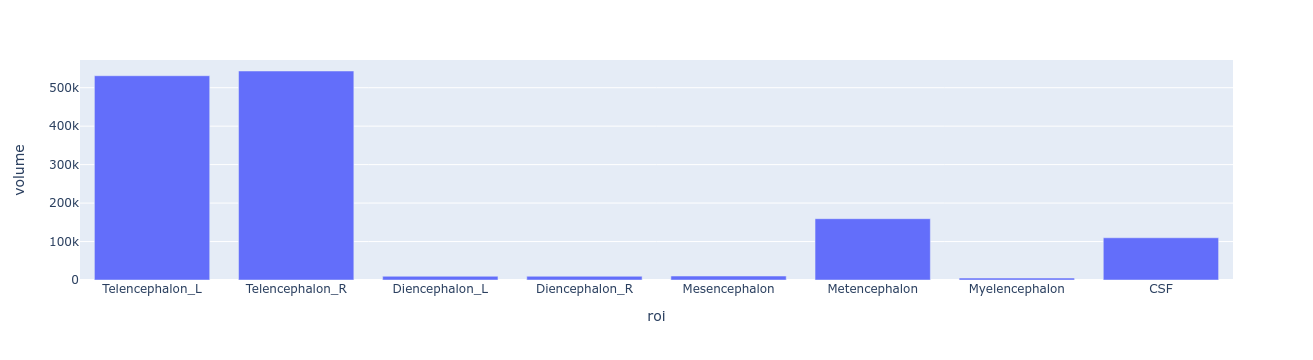 volume
500k
400k
300k
200k
100k
0
Telencephalon_L Telencephalon_R Diencephalon_L Diencephalon_R Mesencephalon Metencephalon Myelencephalon CSF
roi